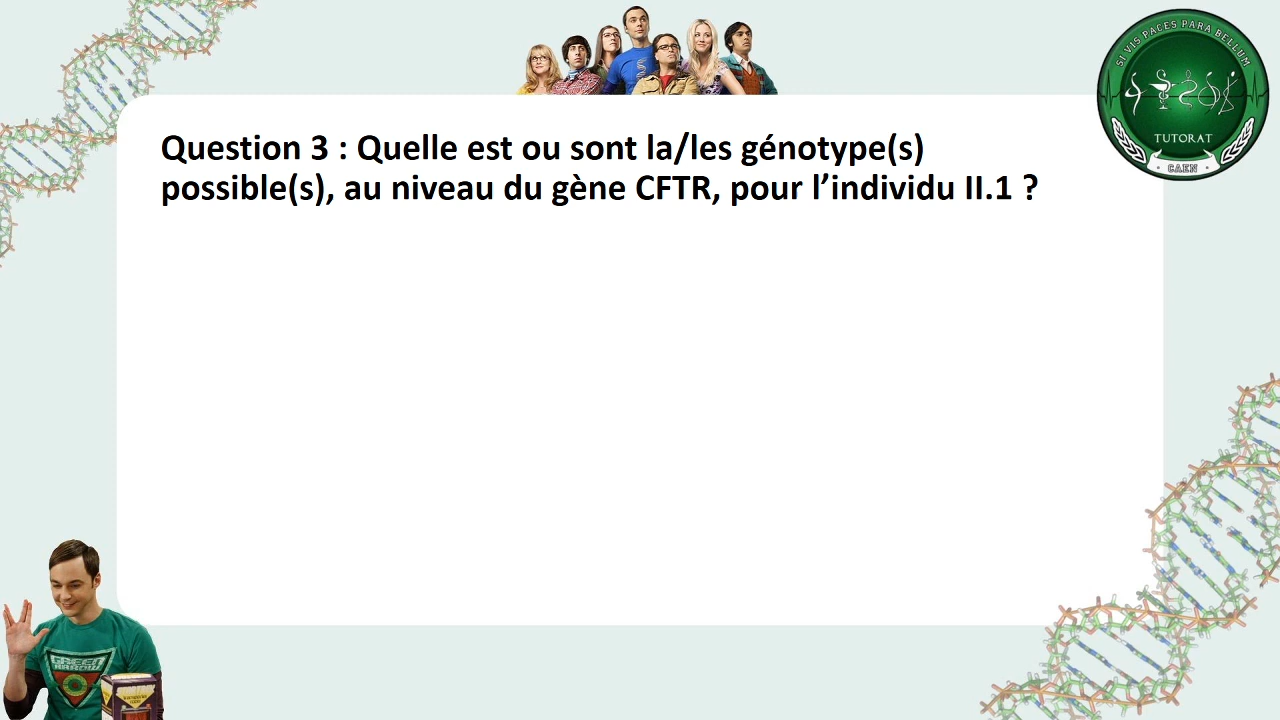 SI VIS PACES PARA BELLUM
Question 3 : Quelle est ou sont la/les génotype(s)
possible(s), au niveau du gène CFTR, pour l’individu II.1 ?
TUTORAT
CAEN
GREEN